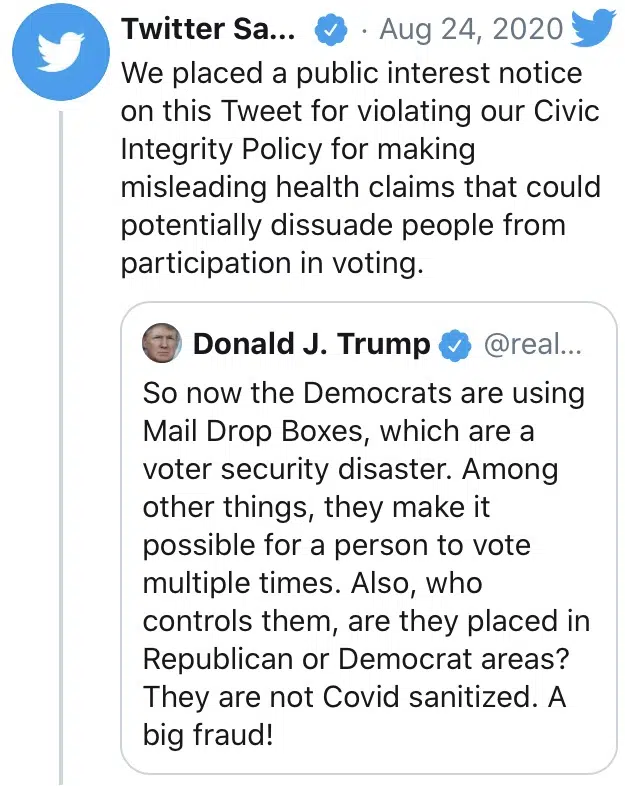 Twitter Sa... · Aug 24, 2020
We placed a public interest notice
on this Tweet for violating our Civic
Integrity Policy for making
misleading health claims that could
potentially dissuade people from
participation in voting.
Donald J. Trump @real...
So now the Democrats are using
Mail Drop Boxes, which are a
voter security disaster. Among
other things, they make it
possible for a person to vote
multiple times. Also, who
controls them, are they placed in
Republican or Democrat areas?
They are not Covid sanitized. A
big fraud!